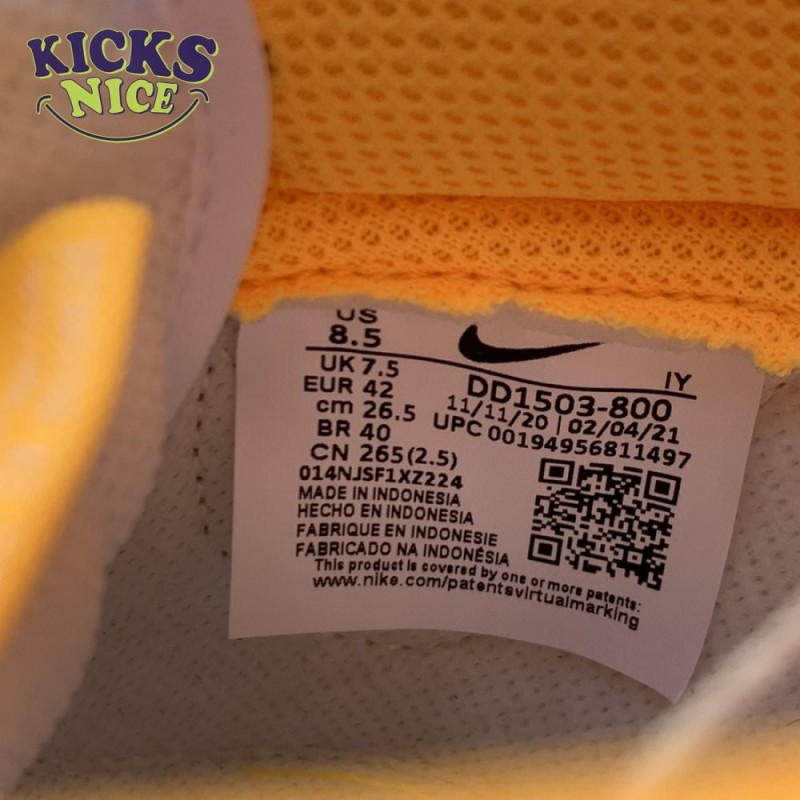 KICKS
NICE
US
8.5
UK 7.5
EUR 42
cm 26.5
BR 40
CN 265(2.5)
IY
DD1503-800
11/11/20 | 02/04/21
UPC 00194956811497
014NJSF1XZ224
MADE IN INDONESIA
HECHO EN INDONESIA
FABRIQUE EN INDONESIE
FABRICADO NA INDONÉSIA
This product is covered by one or more patents:
www.nike.com/patentsvirtualmarking